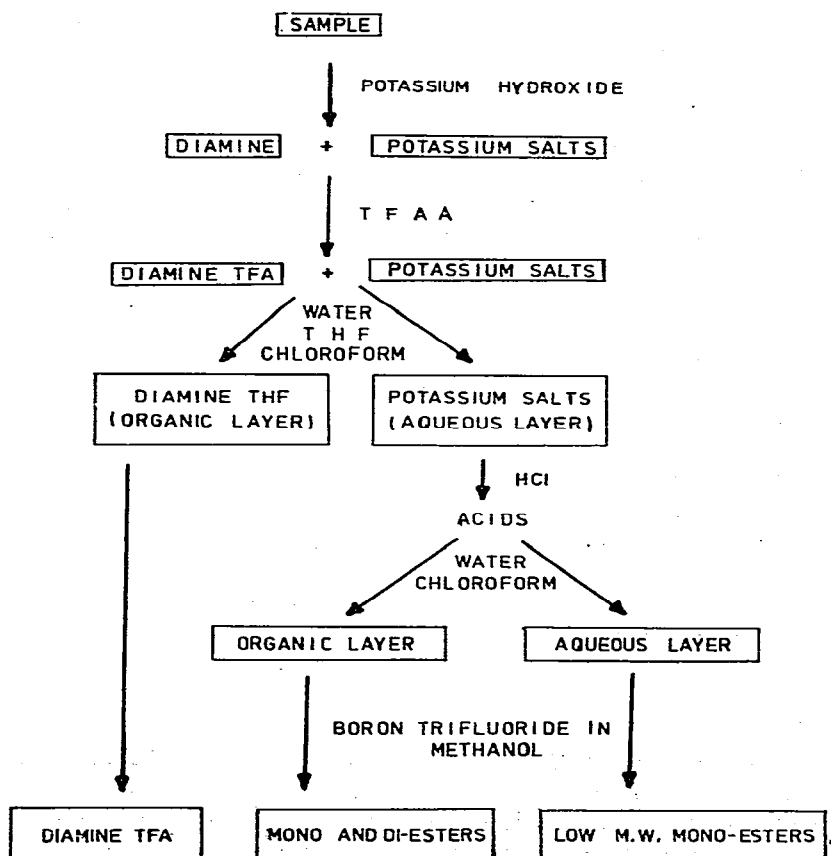 SAMPLE
POTASSIUM HYDROXIDE
DIAMINE + POTASSIUM SALTS
T F A A
DIAMINE TFA + POTASSIUM SALTS
WATER
T H F
CHLOROFORM
DIAMINE THF
(ORGANIC LAYER)
POTASSIUM SALTS
(AQUEOUS LAYER)
HCl
ACIDS
WATER
CHLOROFORM
ORGANIC LAYER
AQUEOUS LAYER
BORON TRIFLUORIDE IN
METHANOL
DIAMINE TFA
MONO AND DI-ESTERS
LOW M.W. MONO-ESTERS